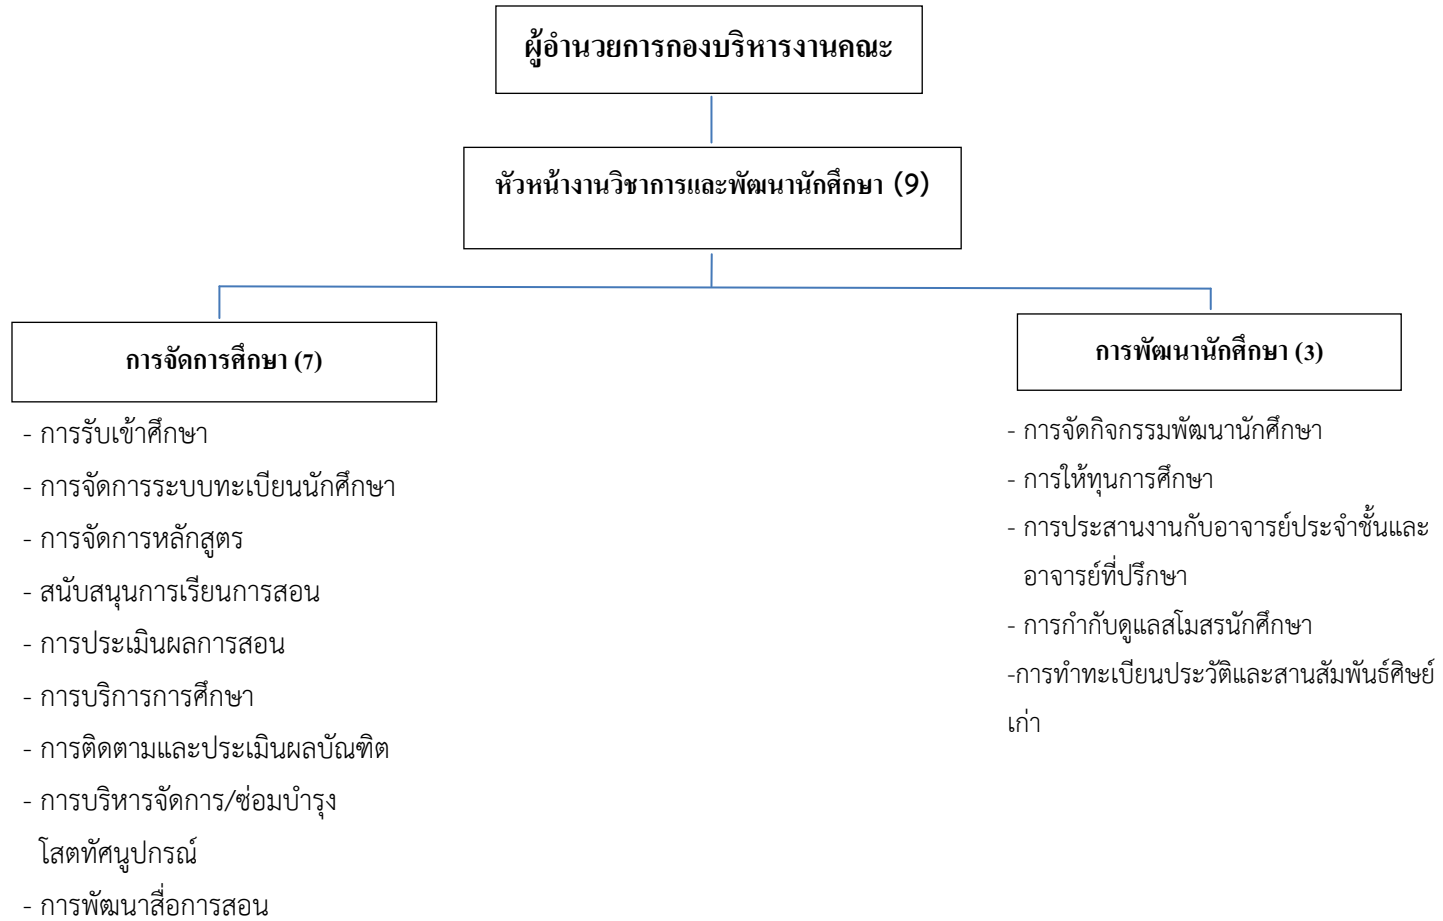 ผู้อำนวยการกองบริหารงานคณะ
หัวหน้างานวิชาการและพัฒนานักศึกษา (9)
การจัดการศึกษา (7)
- การรับเข้าศึกษา
- การจัดการระบบทะเบียนนักศึกษา
- การจัดการหลักสูตร
- สนับสนุนการเรียนการสอน
- การประเมินผลการสอน
- การบริการการศึกษา
- การติดตามและประเมินผลบัณฑิต
- การบริหารจัดการ/ซ่อมบำรุง
โสตทัศนูปกรณ์
- การพัฒนาสื่อการสอน
การพัฒนานักศึกษา (3)
- การจัดกิจกรรมพัฒนานักศึกษา
- การให้ทุนการศึกษา
- การประสานงานกับอาจารย์ประจำชั้นและ
อาจารย์ที่ปรึกษา
- การกำกับดูแลสโมสรนักศึกษา
-การทำทะเบียนประวัติและสานสัมพันธ์ศิษย์
เก่า